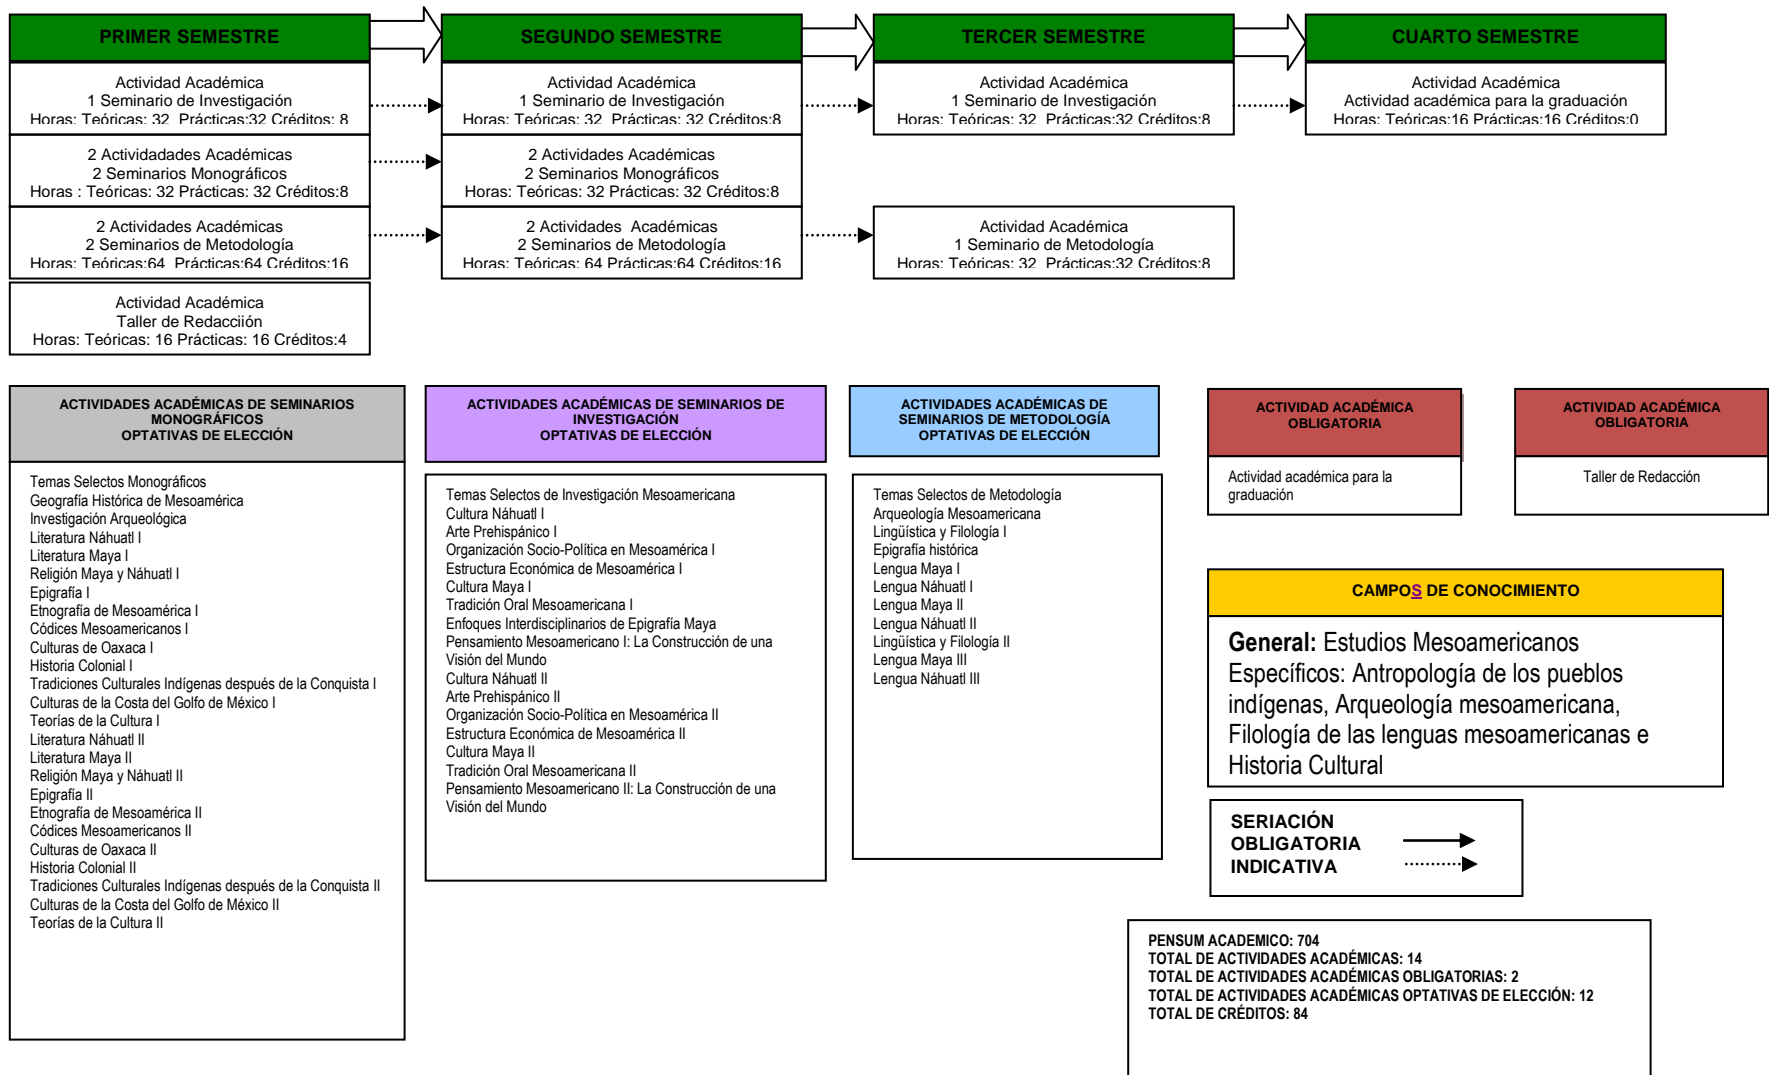 PRIMER SEMESTRE
SEGUNDO SEMESTRE
TERCER SEMESTRE
CUARTO SEMESTRE
Actividad Académica
1 Seminario de Investigación
Horas: Teóricas: 32 Prácticas:32 Créditos: 8
Actividad Académica
1 Seminario de Investigación
Horas: Teóricas: 32 Prácticas: 32 Créditos:8
Actividad Académica
1 Seminario de Investigación
Horas: Teóricas: 32 Prácticas:32 Créditos:8
Actividad Académica
Actividad académica para la graduación
Horas: Teóricas:16 Prácticas:16 Créditos:0
2 Actividadades Académicas
2 Seminarios Monográficos
Horas : Teóricas: 32 Prácticas: 32 Créditos:8
2 Actividades Académicas
2 Seminarios Monográficos
Horas: Teóricas: 32 Prácticas: 32 Créditos:8
2 Actividades Académicas
2 Seminarios de Metodología
Horas: Teóricas:64 Prácticas:64 Créditos:16
2 Actividades Académicas
2 Seminarios de Metodología
Horas: Teóricas: 64 Prácticas:64 Créditos:16
Actividad Académica
1 Seminario de Metodología
Horas: Teóricas: 32 Prácticas:32 Créditos:8
Actividad Académica
Taller de Redacciión
Horas: Teóricas: 16 Prácticas: 16 Créditos:4
ACTIVIDADES ACADÉMICAS DE SEMINARIOS
MONOGRÁFICOS
OPTATIVAS DE ELECCIÓN
Temas Selectos Monográficos
Geografía Histórica de Mesoamérica
Investigación Arqueológica
Literatura Náhuatl I
Literatura Maya I
Religión Maya y Náhuatl I
Epigrafía I
Etnografía de Mesoamérica I
Códices Mesoamericanos I
Culturas de Oaxaca I
Historia Colonial I
Tradiciones Culturales Indígenas después de la Conquista I
Culturas de la Costa del Golfo de México I
Teorías de la Cultura I
Literatura Náhuatl II
Literatura Maya II
Religión Maya y Náhuatl II
Epigrafía II
Etnografía de Mesoamérica II
Códices Mesoamericanos II
Culturas de Oaxaca II
Historia Colonial II
Tradiciones Culturales Indígenas después de la Conquista II
Culturas de la Costa del Golfo de México II
Teorías de la Cultura II
ACTIVIDADES ACADÉMICAS DE SEMINARIOS DE
INVESTIGACIÓN
OPTATIVAS DE ELECCIÓN
Temas Selectos de Investigación Mesoamericana
Cultura Náhuatl I
Arte Prehispánico I
Organización Socio-Política en Mesoamérica I
Estructura Económica de Mesoamérica I
Cultura Maya I
Tradición Oral Mesoamericana I
Enfoques Interdisciplinarios de Epigrafía Maya
Pensamiento Mesoamericano I: La Construcción de una
Visión del Mundo
Cultura Náhuatl II
Arte Prehispánico II
Organización Socio-Política en Mesoamérica II
Estructura Económica de Mesoamérica II
Cultura Maya II
Tradición Oral Mesoamericana II
Pensamiento Mesoamericano II: La Construcción de una
Visión del Mundo
ACTIVIDADES ACADÉMICAS DE
SEMINARIOS DE METODOLOGÍA
OPTATIVAS DE ELECCIÓN
Temas Selectos de Metodología
Arqueología Mesoamericana
Lingüística y Filología I
Epigrafía histórica
Lengua Maya I
Lengua Náhuatl I
Lengua Maya II
Lengua Náhuatl II
Lingüística y Filología II
Lengua Maya III
Lengua Náhuatl III
ACTIVIDAD ACADÉMICA
OBLIGATORIA
Actividad académica para la
graduación
ACTIVIDAD ACADÉMICA
OBLIGATORIA
Taller de Redacción
CAMPOS DE CONOCIMIENTO
General: Estudios Mesoamericanos
Específicos: Antropología de los pueblos
indígenas, Arqueología mesoamericana,
Filología de las lenguas mesoamericanas e
Historia Cultural
SERIACIÓN
OBLIGATORIA
INDICATIVA
PENSUM ACADEMICO: 704
TOTAL DE ACTIVIDADES ACADÉMICAS: 14
TOTAL DE ACTIVIDADES ACADÉMICAS OBLIGATORIAS: 2
TOTAL DE ACTIVIDADES ACADÉMICAS OPTATIVAS DE ELECCIÓN: 12
TOTAL DE CRÉDITOS: 84